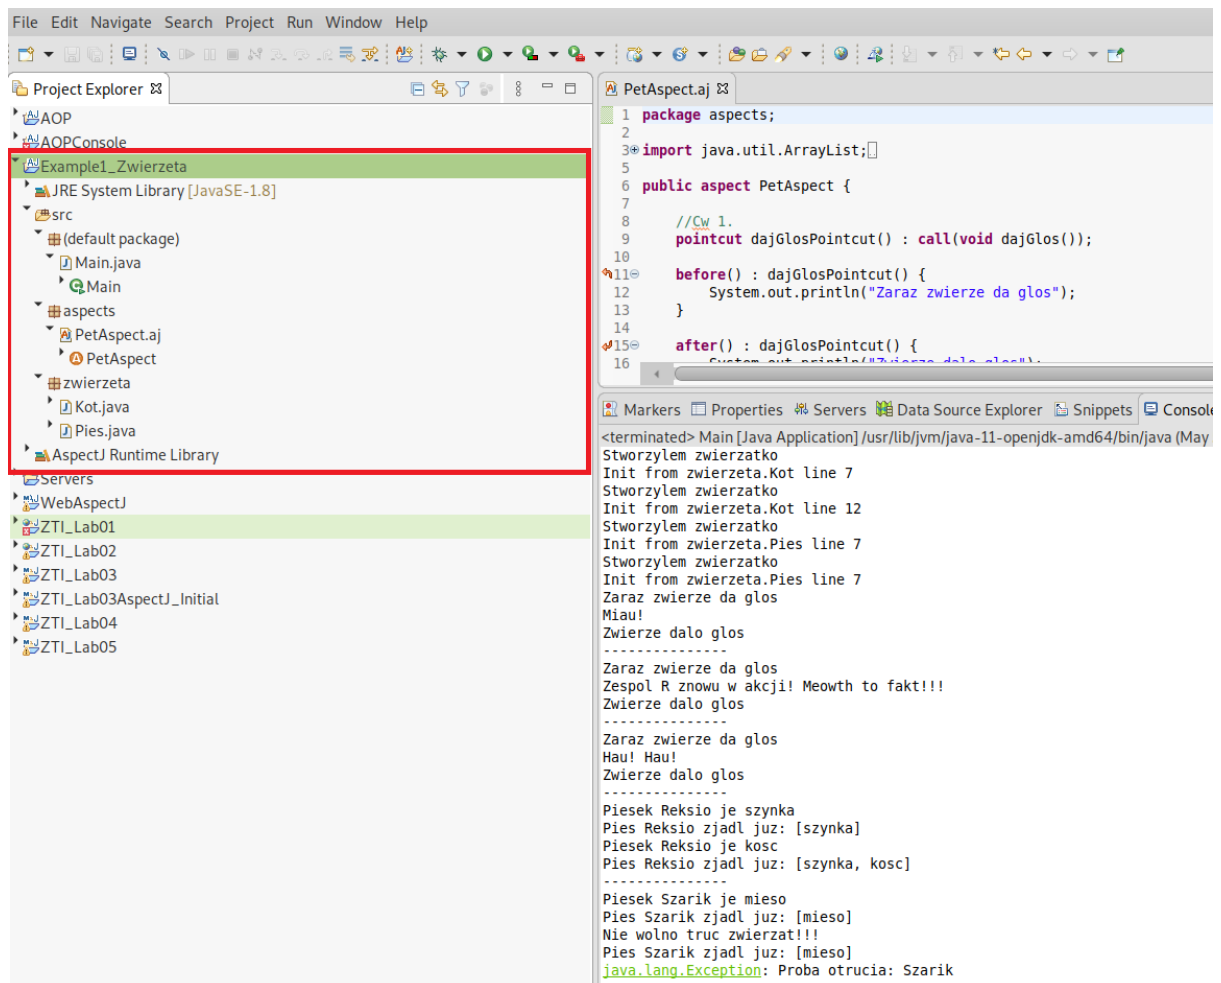 File Edit Navigate Search Project Run Window Help
Project Explorer
AOP
AOPConsole
Example1_Zwierzeta
JRE System Library [JavaSE-1.8]
src
(default package)
Main.java
Main
aspects
PetAspect.aj
PetAspect
zwierzeta
Kot.java
Pies.java
AspectJ Runtime Library
Servers
WebAspectJ
ZTI_Lab01
ZTI_Lab02
ZTI_Lab03
ZTI_Lab03AspectJ_Initial
ZTI_Lab04
ZTI_Lab05
PetAspect.aj
1 package aspects;
2
3 import java.util.ArrayList;
5
6 public aspect PetAspect {
7
8 //Cw 1.
9 pointcut dajGlosPointcut() : call(void dajGlos());
10
11 before() : dajGlosPointcut() {
12 System.out.println("Zaraz zwierze da glos");
13 }
14
15 after() : dajGlosPointcut() {
16 System.out.println("Zwierze dalo glos");
Markers Properties Servers Data Source Explorer Snippets Console
<terminated> Main [Java Application] /usr/lib/jvm/java-11-openjdk-amd64/bin/java (May
Stworzylem zwierzatko
Init from zwierzeta.Kot line 7
Stworzylem zwierzatko
Init from zwierzeta.Kot line 12
Stworzylem zwierzatko
Init from zwierzeta.Pies line 7
Stworzylem zwierzatko
Init from zwierzeta.Pies line 7
Zaraz zwierze da glos
Miau!
Zwierze dalo glos
---------------
Zaraz zwierze da glos
Zespol R znowu w akcji! Meowth to fakt!!!
Zwierze dalo glos
---------------
Zaraz zwierze da glos
Hau! Hau!
Zwierze dalo glos
---------------
Piesek Reksio je szynka
Pies Reksio zjadl juz: [szynka]
Piesek Reksio je kosc
Pies Reksio zjadl juz: [szynka, kosc]
---------------
Piesek Szarik je mieso
Pies Szarik zjadl juz: [mieso]
Nie wolno truc zwierzat!!!
Pies Szarik zjadl juz: [mieso]
java.lang.Exception: Proba otrucia: Szarik